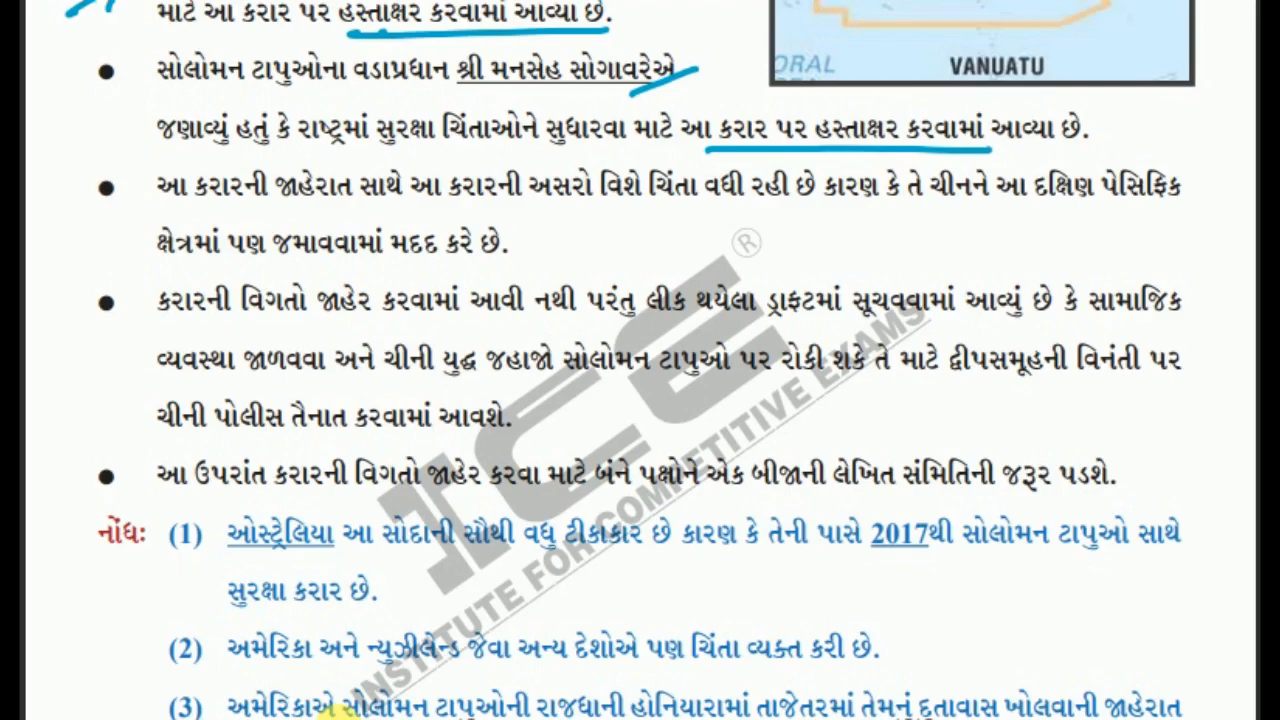 માટે આ કરાર પર હસ્તાક્ષર કરવામાં આવ્યા છે.
VANUATU
સોલોમન ટાપુઓના વડાપ્રધાન શ્રી મનસેહ સોગાવરેએ
જણાવ્યું હતું કે રાષ્ટ્રમાં સુરક્ષા ચિંતાઓને સુધારવા માટે આ કરાર પર હસ્તાક્ષર કરવામાં આવ્યા છે.
આ કરારની જાહેરાત સાથે આ કરારની અસરો વિશે ચિંતા વધી રહી છે કારણ કે તે ચીનને આ દક્ષિણ પેસિફિક
ક્ષેત્રમાં પણ જમાવવામાં મદદ કરે છે.
કરારની વિગતો જાહેર કરવામાં આવી નથી પરંતુ લીક થયેલા ડ્રાફ્ટમાં સૂચવવામાં આવ્યું છે કે સામાજિક
વ્યવસ્થા જાળવવા અને ચીની યુદ્ધ જહાજો સોલોમન ટાપુઓ પર રોકી શકે તે માટે દ્વીપસમૂહની વિનંતી પર
ચીની પોલીસ તૈનાત કરવામાં આવશે.
આ ઉપરાંત કરારની વિગતો જાહેર કરવા માટે બંને પક્ષોને એક બીજાની લેખિત સંમિતિની જરૂર પડશે.
નોંધઃ (1) ઓસ્ટ્રેલિયા આ સોદાની સૌથી વધુ ટીકાકાર છે કારણ કે તેની પાસે 2017થી સોલોમન ટાપુઓ સાથે
સુરક્ષા કરાર છે.
(2) અમેરિકા અને ન્યુઝીલેન્ડ જેવા અન્ય દેશોએ પણ ચિંતા વ્યક્ત કરી છે.
(3) અમેરિકાએ સોલોમન ટાપુઓની રાજધાની હોનિયારામાં તાજેતરમાં તેમનું દુતાવાસ ખોલવાની જાહેરાત
ICE ®
INSTITUTE FOR COMPETITIVE EXAMS